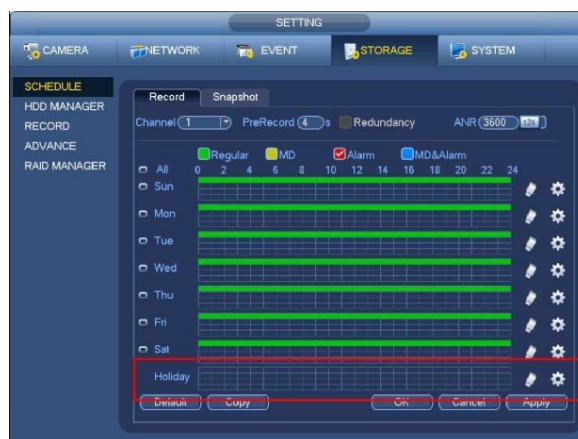 SETTING
CAMERA NETWORK EVENT STORAGE SYSTEM
SCHEDULE
HDD MANAGER
RECORD
ADVANCE
RAID MANAGER
Record Snapshot
Channel 1 PreRecord 4 s Redundancy ANR 3600 123
Regular MD Alarm MD&Alarm
All 0 2 4 6 8 10 12 14 16 18 20 22 24
Sun
Mon
Tue
Wed
Thu
Fri
Sat
Holiday
Default Copy OK Cancel Apply